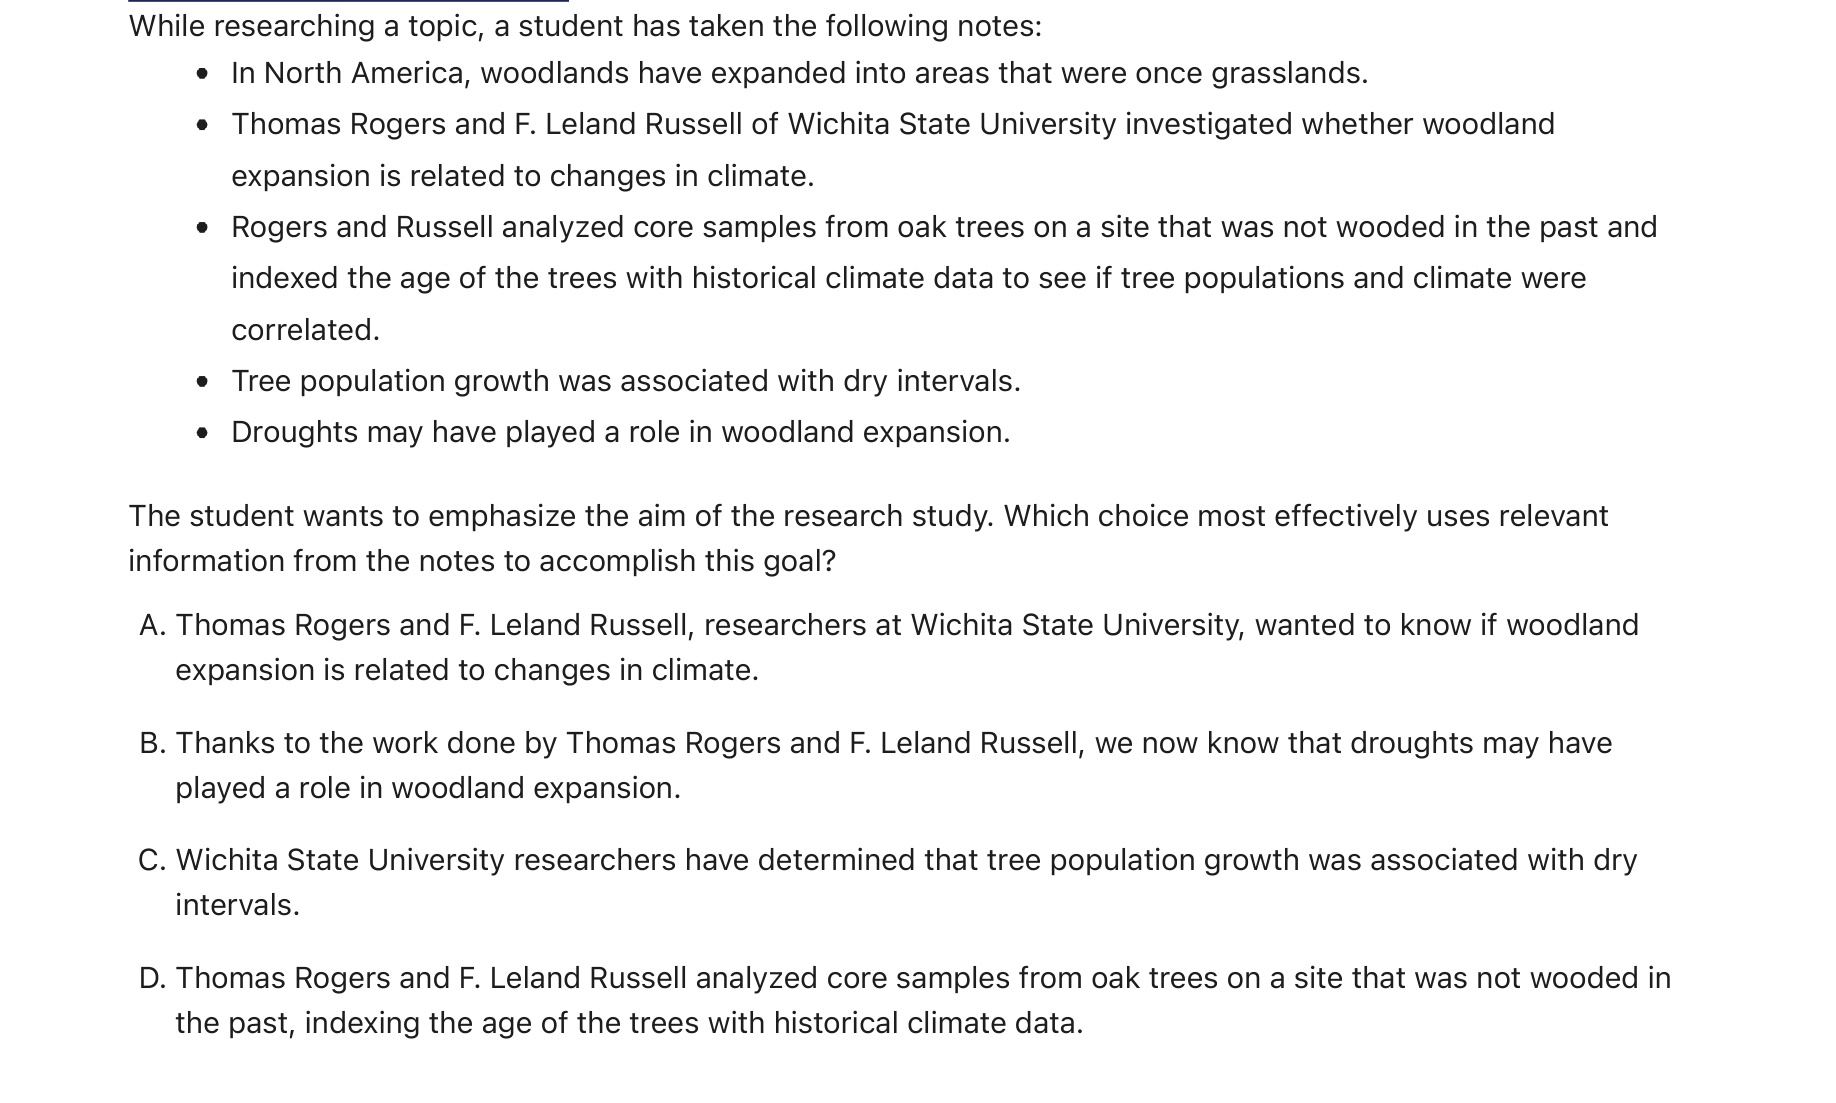 While researching a topic, a student has taken the following notes:
• In North America, woodlands have expanded into areas that were once grasslands.
• Thomas Rogers and F. Leland Russell of Wichita State University investigated whether woodland
expansion is related to changes in climate.
• Rogers and Russell analyzed core samples from oak trees on a site that was not wooded in the past and
indexed the age of the trees with historical climate data to see if tree populations and climate were
correlated.
• Tree population growth was associated with dry intervals.
• Droughts may have played a role in woodland expansion.
The student wants to emphasize the aim of the research study. Which choice most effectively uses relevant
information from the notes to accomplish this goal?
A. Thomas Rogers and F. Leland Russell, researchers at Wichita State University, wanted to know if woodland
expansion is related to changes in climate.
B. Thanks to the work done by Thomas Rogers and F. Leland Russell, we now know that droughts may have
played a role in woodland expansion.
C. Wichita State University researchers have determined that tree population growth was associated with dry
intervals.
D. Thomas Rogers and F. Leland Russell analyzed core samples from oak trees on a site that was not wooded in
the past, indexing the age of the trees with historical climate data.